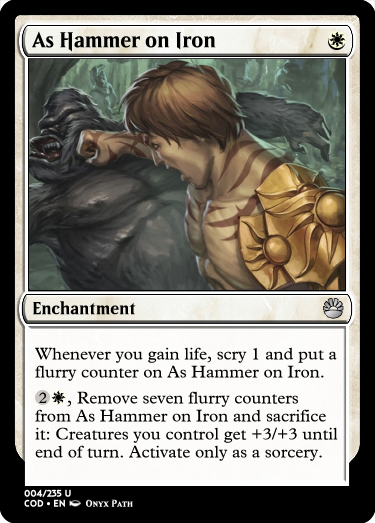 As Hammer on Iron
Enchantment
Whenever you gain life, scry 1 and put a
flurry counter on As Hammer on Iron.
2, Remove seven flurry counters
from As Hammer on Iron and sacrifice
it: Creatures you control get +3/+3 until
end of turn. Activate only as a sorcery.
004/235 U
COD • EN Onyx Path